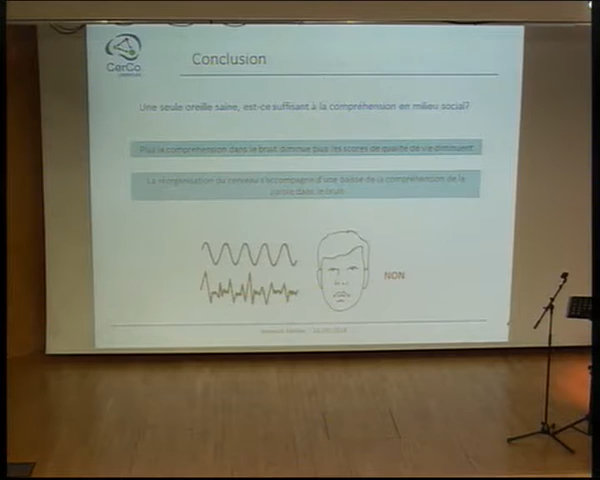 CerCo
Conclusion
Une seule oreille saine, est-ce suffisant à la compréhension en milieu social?
Plus la compréhension dans le bruit diminue plus les scores de qualité de vie diminuent
La réorganisation du cerveau s'accompagne d'une baisse de la compréhension de la
parole dans le bruit
NON